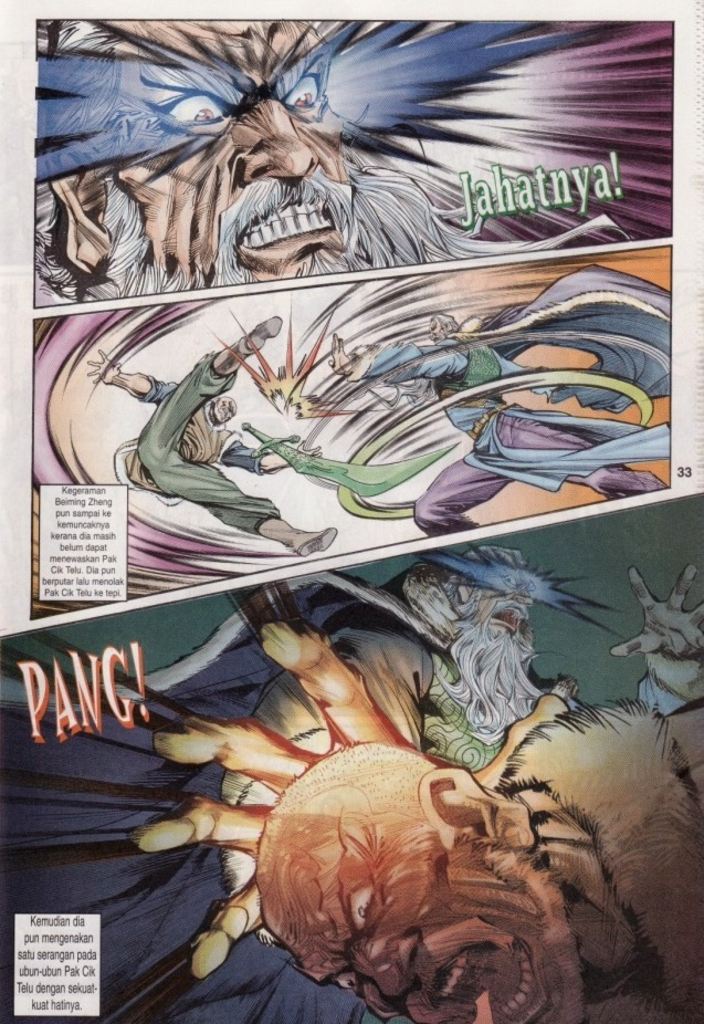 Jahatnya!
33
Kegeraman
Beiming Zheng
pun sampai ke
kemuncaknya
kerana dia masih
belum dapat
menewaskan Pak
Cik Telu. Dia pun
berputar lalu menolak
Pak Cik Telu ke tepi.
PANG!
Kemudian dia
pun mengenakan
satu serangan pada
ubun-ubun Pak Cik
Telu dengan sekuat-
kuat hatinya.